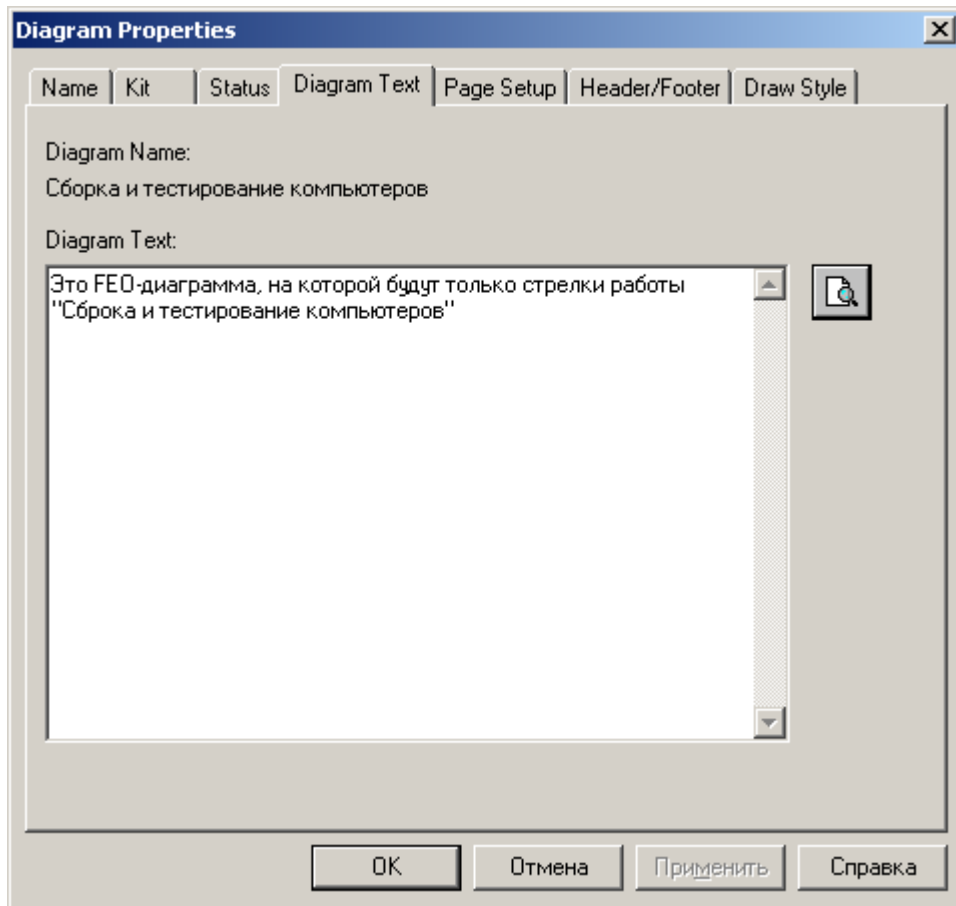 Diagram Properties
Name Kit Status Diagram Text Page Setup Header/Footer Draw Style
Diagram Name:
Сборка и тестирование компьютеров
Diagram Text:
Это FEO-диаграмма, на которой будут только стрелки работы
"Сброка и тестирование компьютеров"
OK Отмена Применить Справка